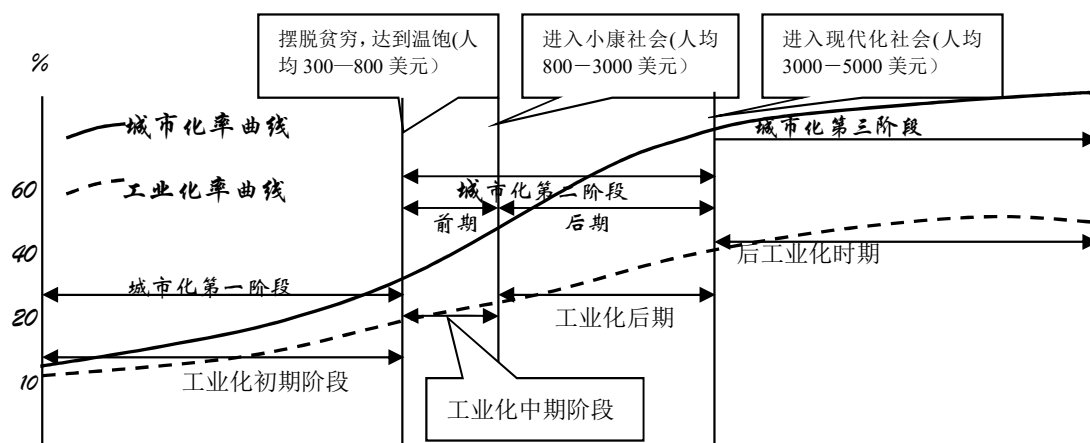 摆脱贫穷,达到温饱(人
均 300—800 美元)
进入小康社会(人均
800－3000 美元)
进入现代化社会(人均
3000－5000 美元)
%
城市化率曲线
城市化第三阶段
60
工业化率曲线
城市化第二阶段
前期
后期
40
后工业化时期
城市化第一阶段
20
工业化后期
10
工业化初期阶段
工业化中期阶段